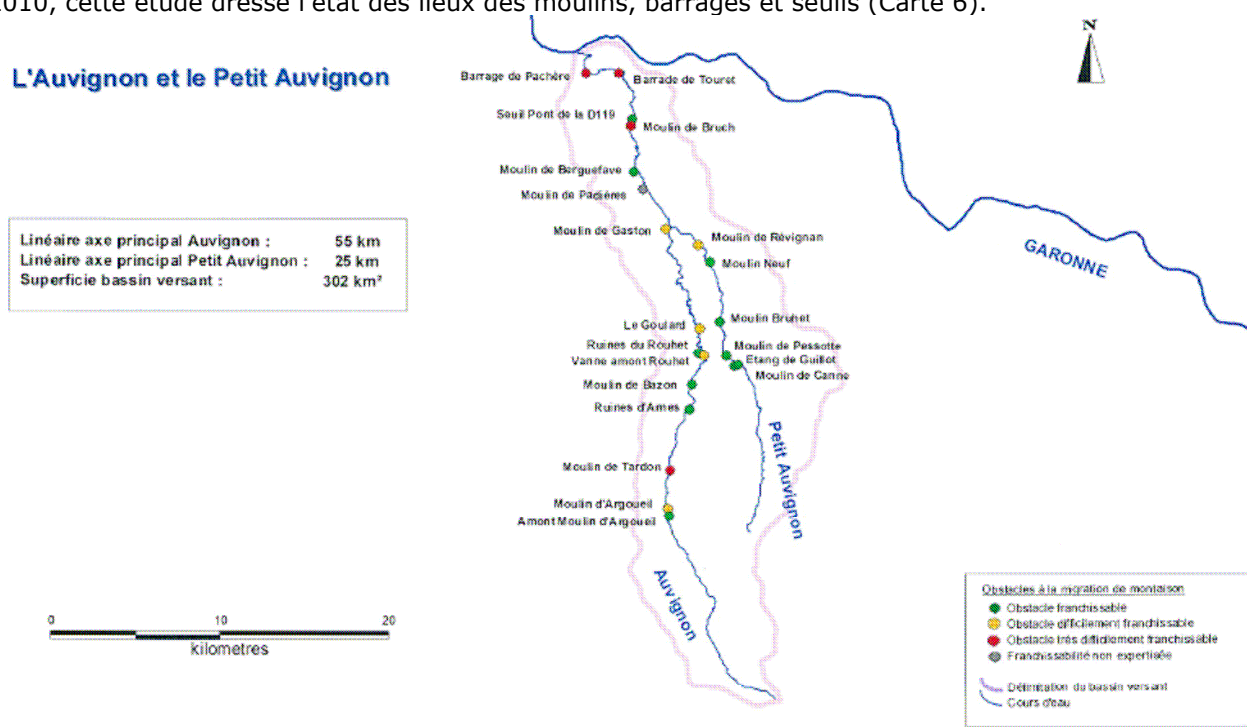 2010, cette étude dresse l'état des lieux des moulins, barrages et seuils (Carte 6).
L'Auvignon et le Petit Auvignon
N
Barrage de Pachère
Barrade de Touret
Seuil Pont de la D119
Moulin de Bruch
Moulin de Barguefave
Moulin de Pacières
Moulin de Gaston
Moulin de Révignan
Moulin Neuf
Linéaire axe principal Auvignon : 55 km
Linéaire axe principal Petit Auvignon : 25 km
Superficie bassin versant : 302 km²
GARONNE
Moulin Bruhet
Le Goulard
Ruines du Rouhet
Moulin de Pessotte
Vanne amont Rouhet
Etang de Guillot
Moulin de Canne
Moulin de Bazon
Ruines d'Ames
Petit Auvignon
Moulin de Tardon
Moulin d'Argoueil
Amont Moulin d'Argoueil
Auvignon
0 10 20
kilometres
Obstacles à la migration de montaison
Obstacle franchissable
Obstacle difficilement franchissable
Obstacle très difficilement franchissable
Franchissabilité non expertisée
Délimitation du bassin versant
Cours d'eau